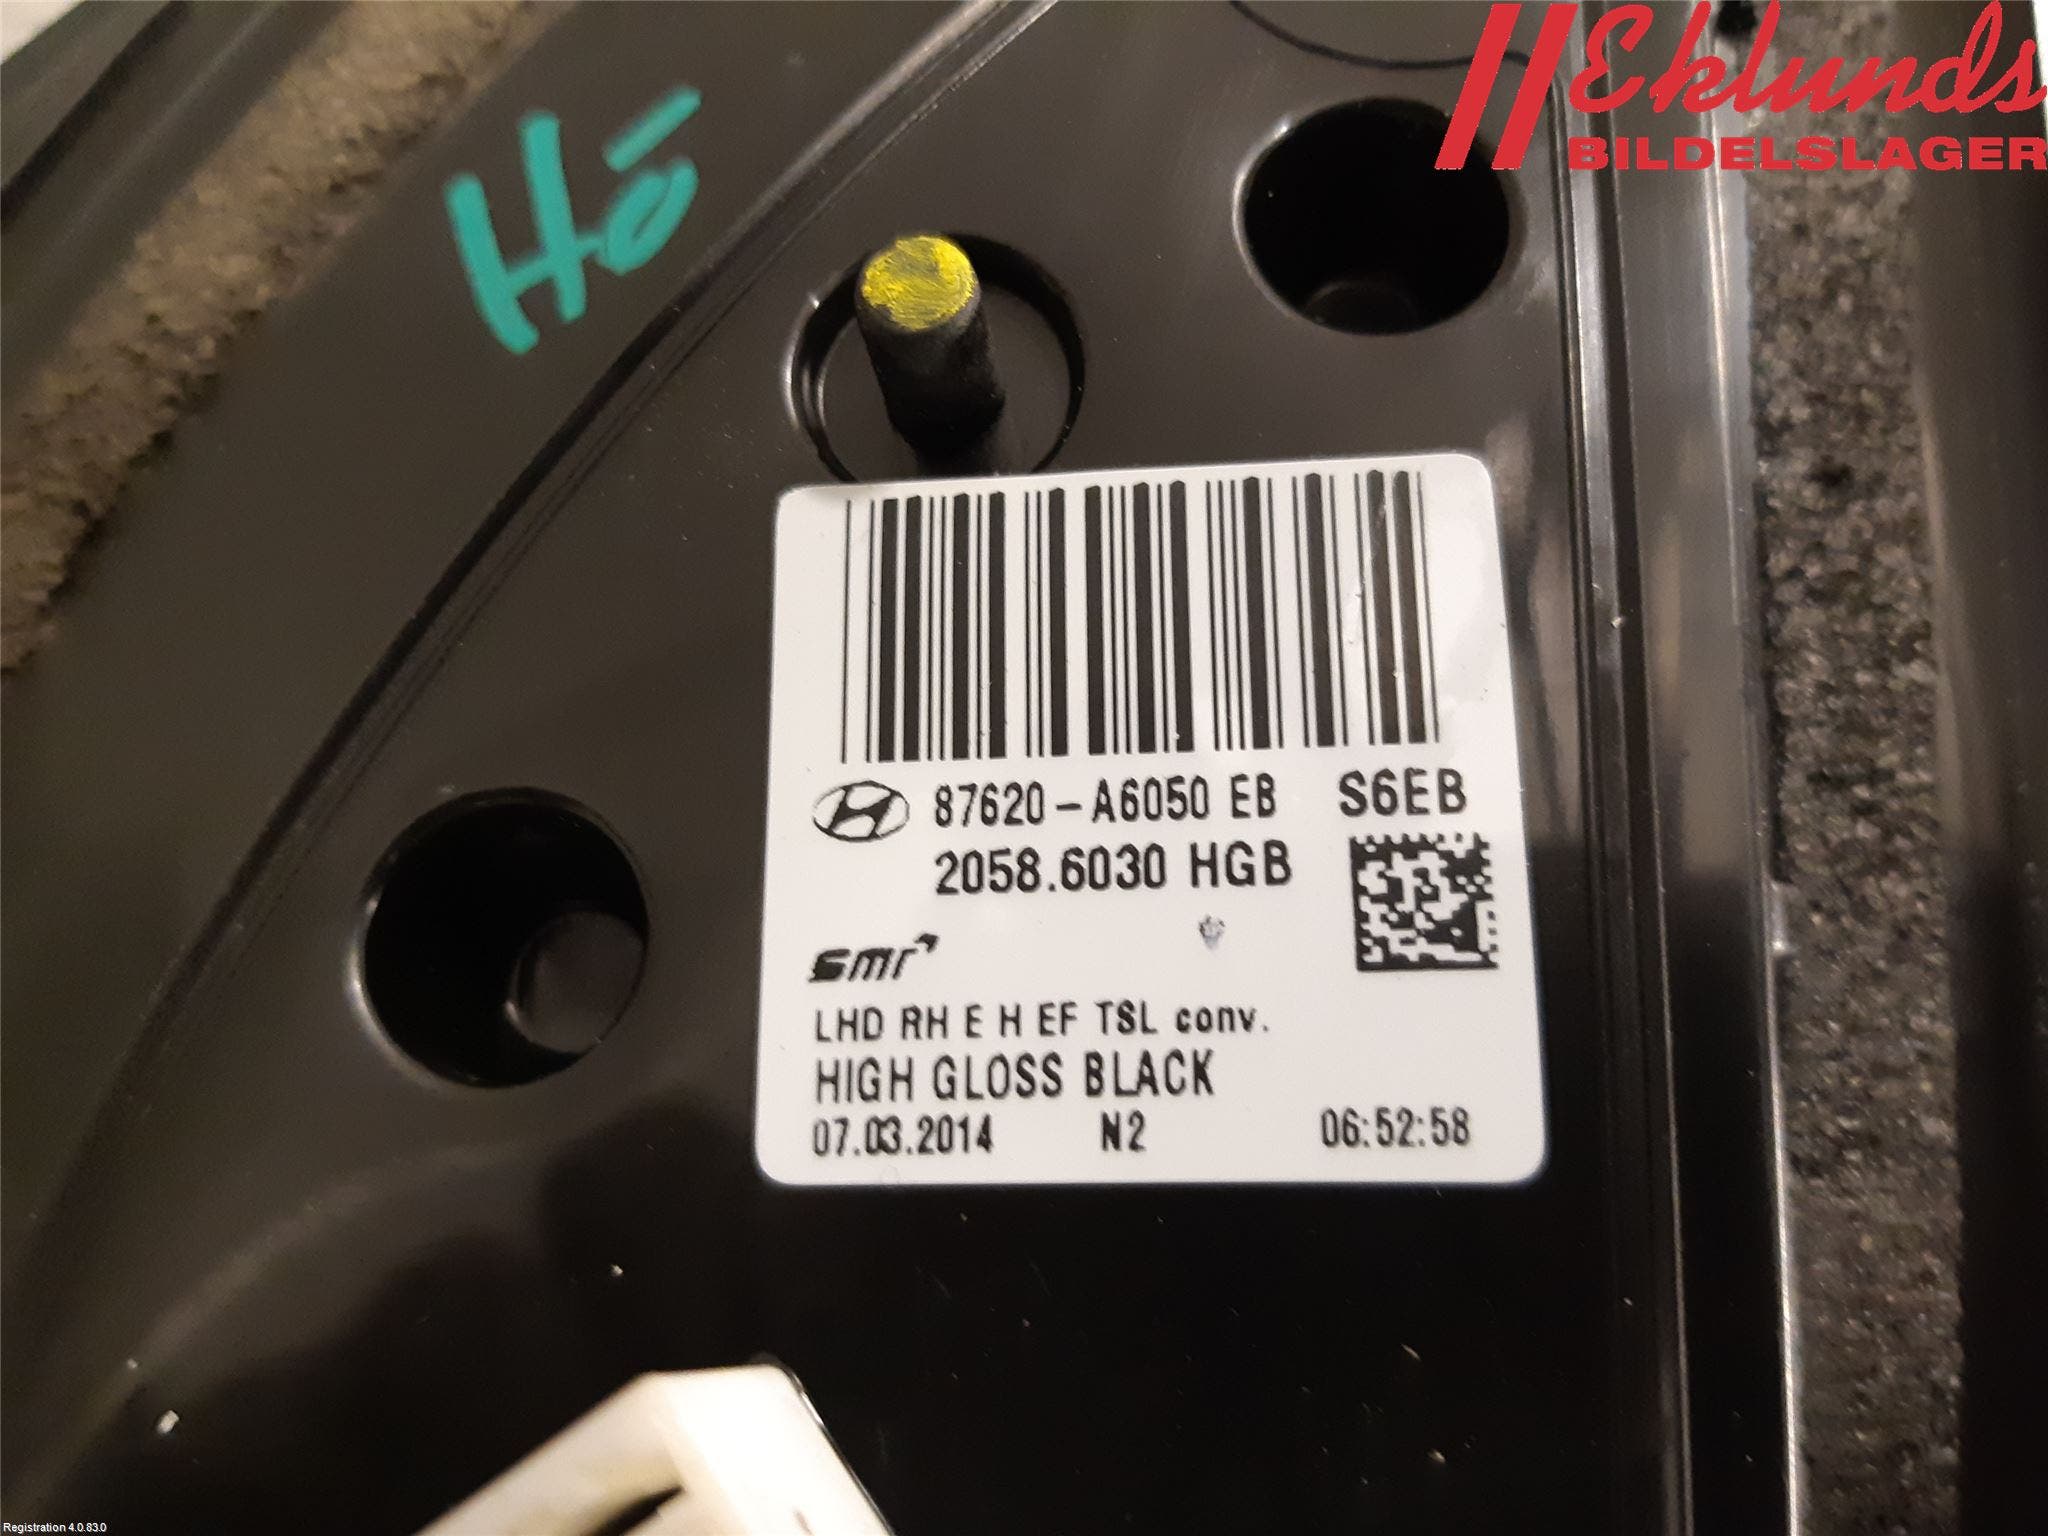 Eklunds
BILDELSLAGER
Hö
87620-A6050 EB S6EB
2058.6030 HGB
smr
LHD RH E H EF TSL conv.
HIGH GLOSS BLACK
07.03.2014 N2 06:52:58
Registration 4.0.83.0